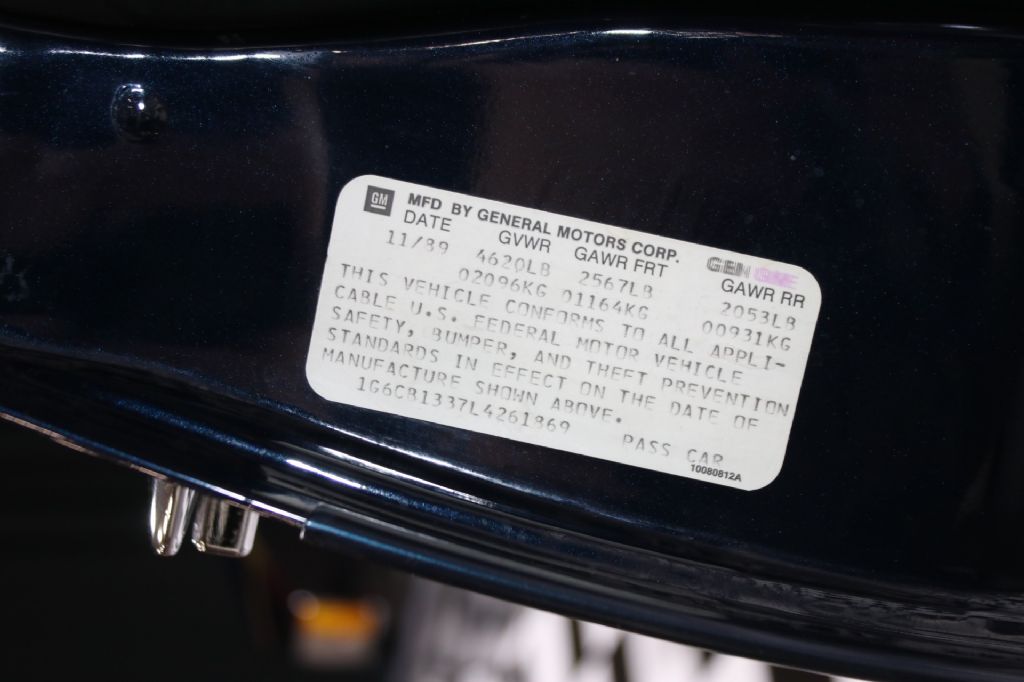 GM MFD BY GENERAL MOTORS CORP. GEN
DATE GVWR GAWR FRT GAWR RR
11/89 4620LB 2567LB 2053LB
02096KG 01164KG 00931KG
THIS VEHICLE CONFORMS TO ALL APPLI-
CABLE U.S. FEDERAL MOTOR VEHICLE
SAFETY, BUMPER, AND THEFT PREVENTION
STANDARDS IN EFFECT ON THE DATE OF
MANUFACTURE SHOWN ABOVE.
1G6CB1337L4261869 PASS CAR
10080812A